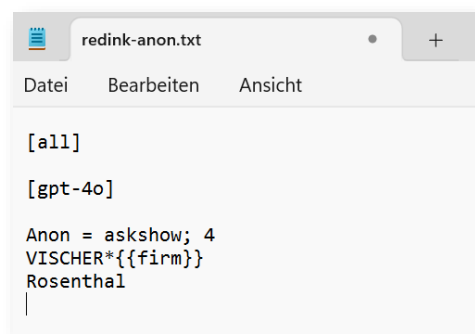 redink-anon.txt
Datei Bearbeiten Ansicht
[all]
[gpt-4o]
Anon = askshow; 4
VISCHER*{{firm}}
Rosenthal